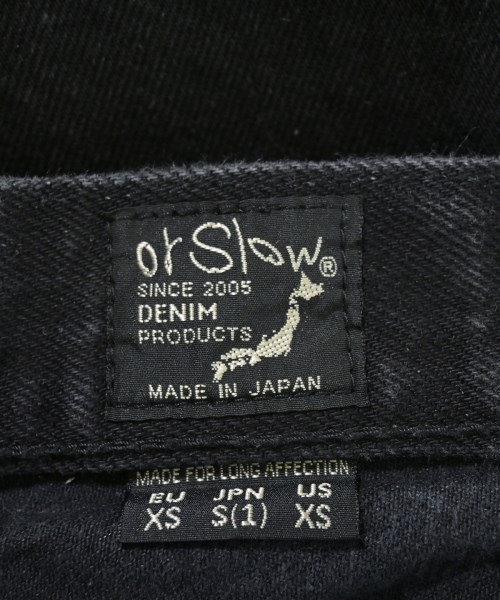 orSlow®
SINCE 2005
DENIM
PRODUCTS
MADE IN JAPAN
MADE FOR LONG AFFECTION
EU JPN US
XS S(1) XS